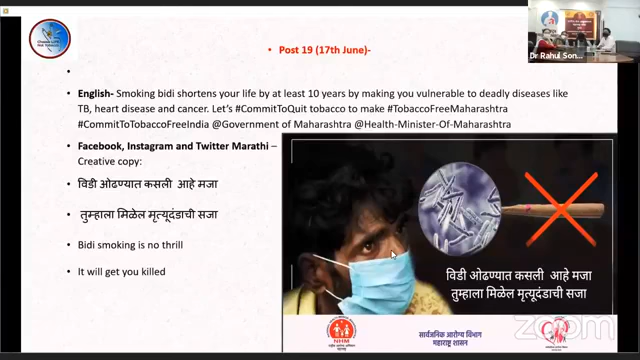 Post 19 (17th June)-
Dr Rahul Son...
English- Smoking bidi shortens your life by at least 10 years by making you vulnerable to deadly diseases like
TB, heart disease and cancer. Let's #CommitToQuit tobacco to make #TobaccoFreeMaharashtra
#CommitToTobaccoFreeIndia @Government of Maharashtra @Health-Minister-Of-Maharashtra
Facebook, Instagram and Twitter Marathi –
Creative copy:
विडी ओढण्यात कसली आहे मजा
तुम्हाला मिळेल मृत्यूदंडाची सजा
Bidi smoking is no thrill
It will get you killed
विडी ओढण्यात कसली आहे मजा
तुम्हाला मिळेल मृत्यूदंडाची सजा
NHM
सार्वजनिक आरोग्य विभाग
महाराष्ट्र शासन
zoom